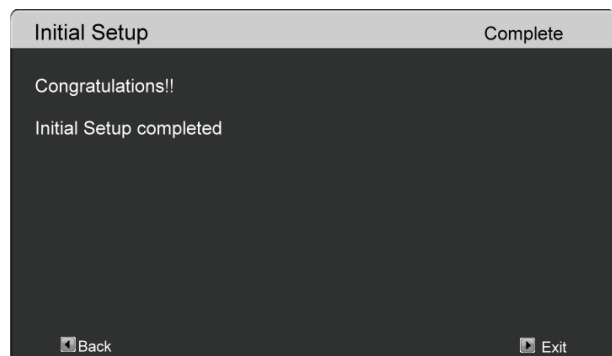 Initial Setup Complete
Congratulations!!
Initial Setup completed
Back Exit